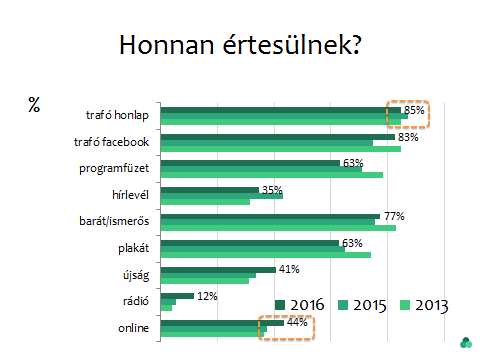 Honnan értesülnek?
%
trafó honlap 85%
trafó facebook 83%
programfüzet 63%
hírlevél 35%
barát/ismerős 77%
plakát 63%
újság 41%
rádió 12%
2016 2015 2013
online 44%